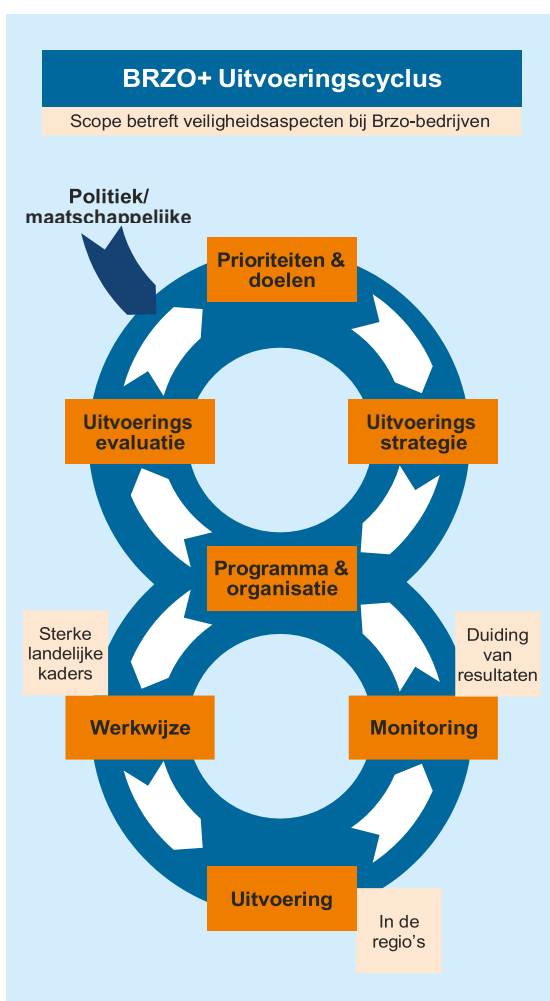 BRZO+ Uitvoeringscyclus
Scope betreft veiligheidsaspecten bij Brzo-bedrijven
Politiek/
maatschappelijke
Prioriteiten &
doelen
Uitvoerings
evaluatie
Uitvoerings
strategie
Programma &
organisatie
Sterke
landelijke
kaders
Duiding
van
resultaten
Werkwijze
Monitoring
Uitvoering
In de
regio's